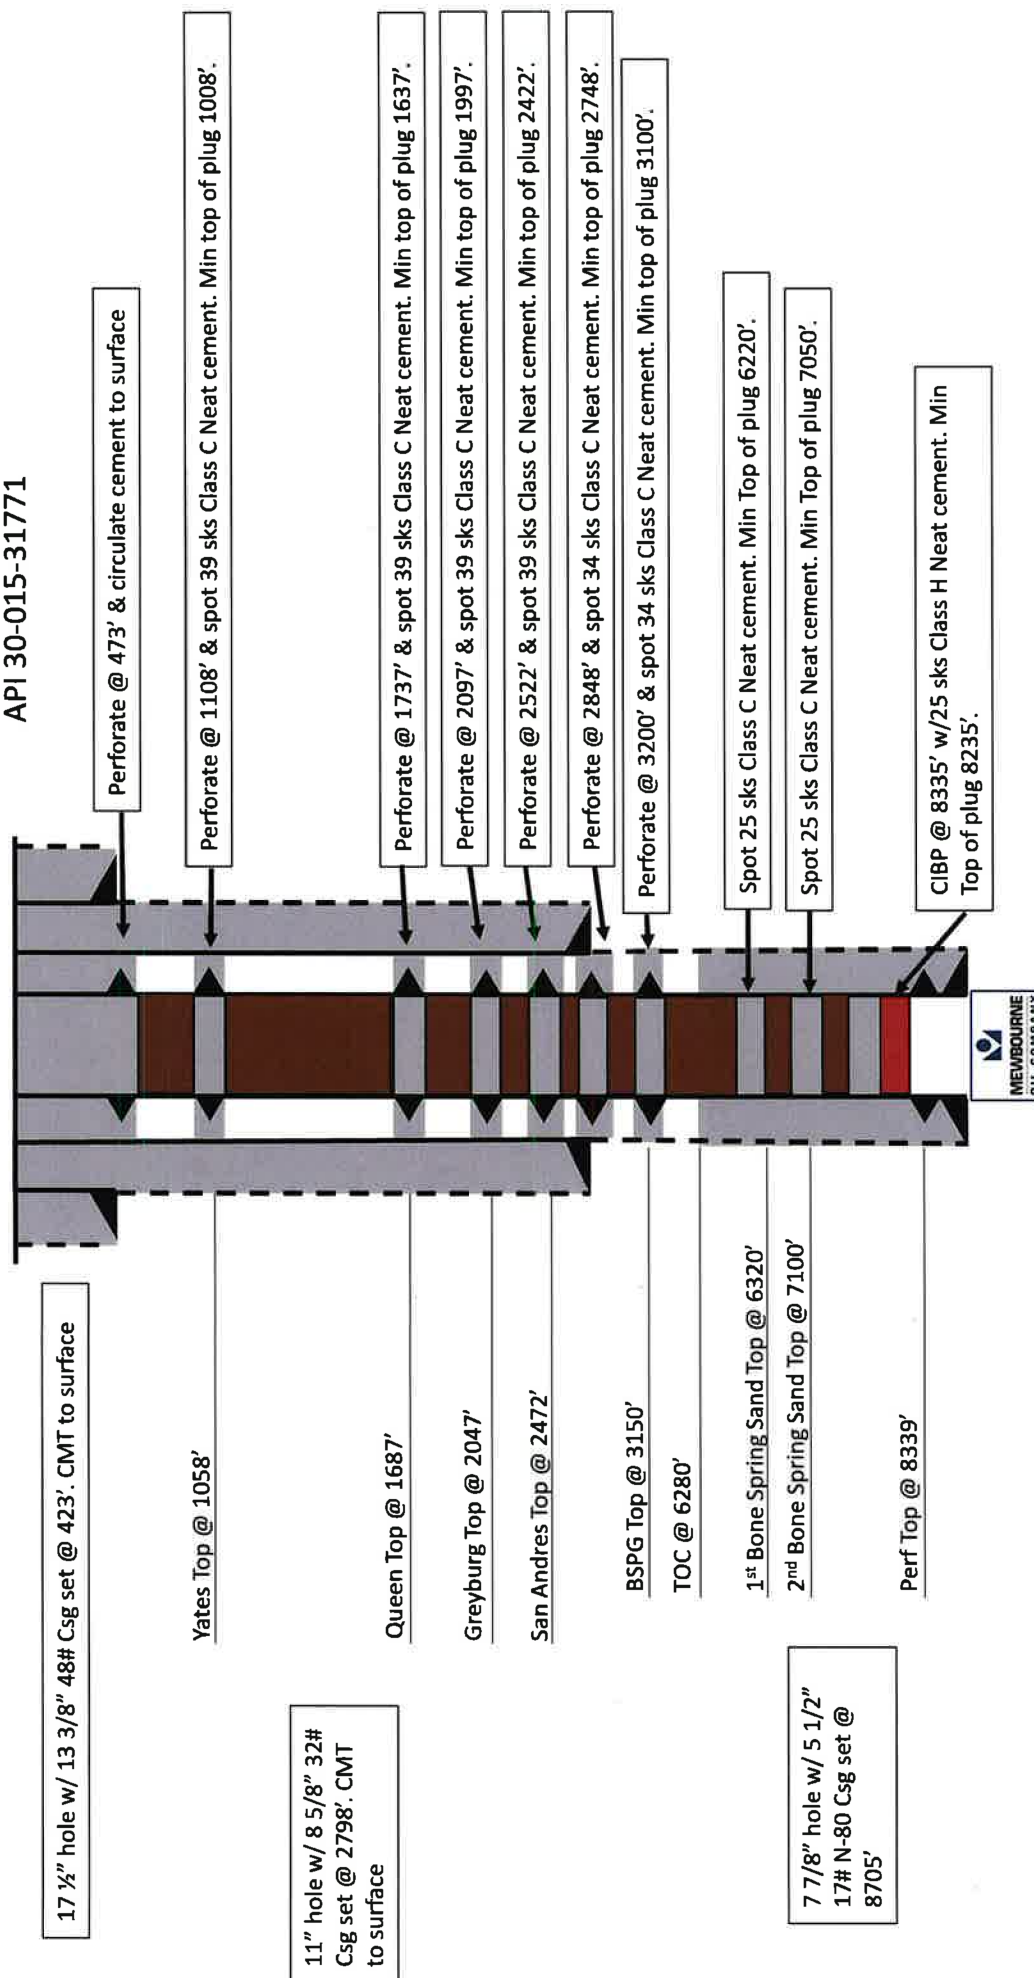 API 30-015-31771
17 ½” hole w/ 13 3/8” 48# Csg set @ 423’. CMT to surface
Perforate @ 473’ & circulate cement to surface
Yates Top @ 1058’
Perforate @ 1108’ & spot 39 sks Class C Neat cement. Min top of plug 1008’.
11” hole w/ 8 5/8” 32#
Csg set @ 2798’. CMT
to surface
Queen Top @ 1687’
Perforate @ 1737’ & spot 39 sks Class C Neat cement. Min top of plug 1637’.
Greyburg Top @ 2047’
Perforate @ 2097’ & spot 39 sks Class C Neat cement. Min top of plug 1997’.
San Andres Top @ 2472’
Perforate @ 2522’ & spot 39 sks Class C Neat cement. Min top of plug 2422’.
Perforate @ 2848’ & spot 34 sks Class C Neat cement. Min top of plug 2748’.
BSPG Top @ 3150’
Perforate @ 3200’ & spot 34 sks Class C Neat cement. Min top of plug 3100’.
TOC @ 6280’
1st Bone Spring Sand Top @ 6320’
Spot 25 sks Class C Neat cement. Min Top of plug 6220’.
2nd Bone Spring Sand Top @ 7100’
Spot 25 sks Class C Neat cement. Min Top of plug 7050’.
7 7/8” hole w/ 5 1/2”
17# N-80 Csg set @
8705’
Perf Top @ 8339’
CIBP @ 8335’ w/25 sks Class H Neat cement. Min
Top of plug 8235’.
MEWBOURNE
OIL COMPANY